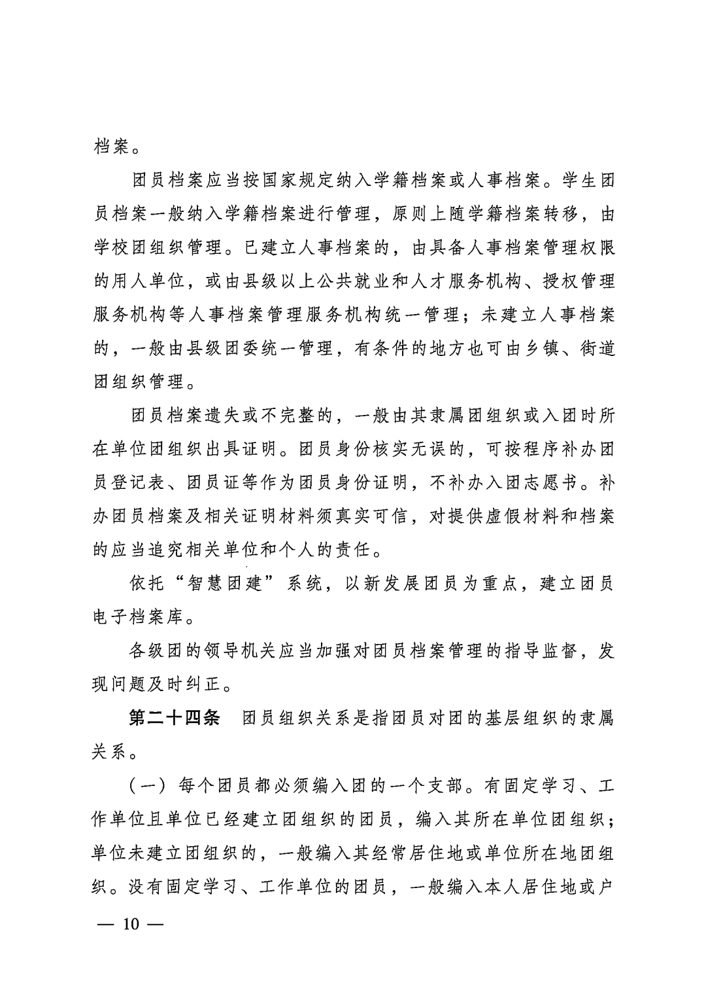 档案。
团员档案应当按国家规定纳入学籍档案或人事档案。学生团
员档案一般纳入学籍档案进行管理，原则上随学籍档案转移，由
学校团组织管理。已建立人事档案的，由具备人事档案管理权限
的用人单位，或由县级以上公共就业和人才服务机构、授权管理
服务机构等人事档案管理服务机构统一管理；未建立人事档案
的，一般由县级团委统一管理，有条件的地方也可由乡镇、街道
团组织管理。
团员档案遗失或不完整的，一般由其隶属团组织或入团时所
在单位团组织出具证明。团员身份核实无误的，可按程序补办团
员登记表、团员证等作为团员身份证明，不补办入团志愿书。补
办团员档案及相关证明材料须真实可信，对提供虚假材料和档案
的应当追究相关单位和个人的责任。
依托“智慧团建”系统，以新发展团员为重点，建立团员
电子档案库。
各级团的领导机关应当加强对团员档案管理的指导监督，发
现问题及时纠正。
第二十四条　团员组织关系是指团员对团的基层组织的隶属
关系。
（一）每个团员都必须编入团的一个支部。有固定学习、工
作单位且单位已经建立团组织的团员，编入其所在单位团组织；
单位未建立团组织的，一般编入其经常居住地或单位所在地团组
织。没有固定学习、工作单位的团员，一般编入本人居住地或户
— 10 —